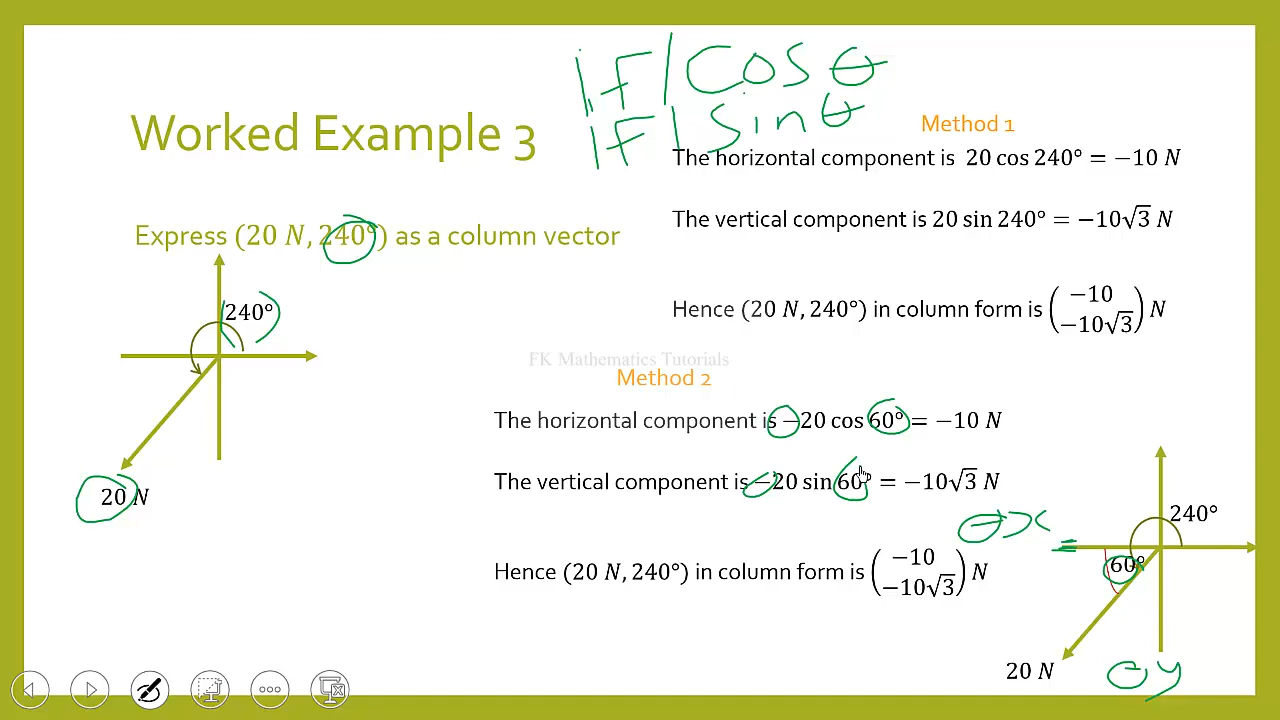 |F| cos θ
|F| sin θ
Worked Example 3
Express (20 N, 240°) as a column vector
240°
20 N
Method 1
The horizontal component is 20 cos 240° = −10 N
The vertical component is 20 sin 240° = −10√3 N
Hence (20 N, 240°) in column form is (−10
−10√3) N
FK Mathematics Tutorials
Method 2
The horizontal component is −20 cos 60° = −10 N
The vertical component is −20 sin 60° = −10√3 N
Hence (20 N, 240°) in column form is (−10
−10√3) N
−x
240°
60°
20 N
−y